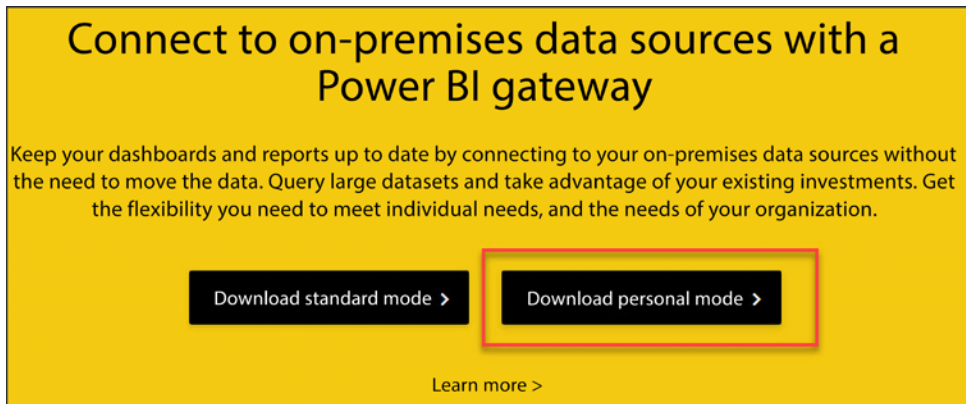 Connect to on-premises data sources with a
Power BI gateway
Keep your dashboards and reports up to date by connecting to your on-premises data sources without
the need to move the data. Query large datasets and take advantage of your existing investments. Get
the flexibility you need to meet individual needs, and the needs of your organization.
Download standard mode >
Download personal mode >
Learn more >